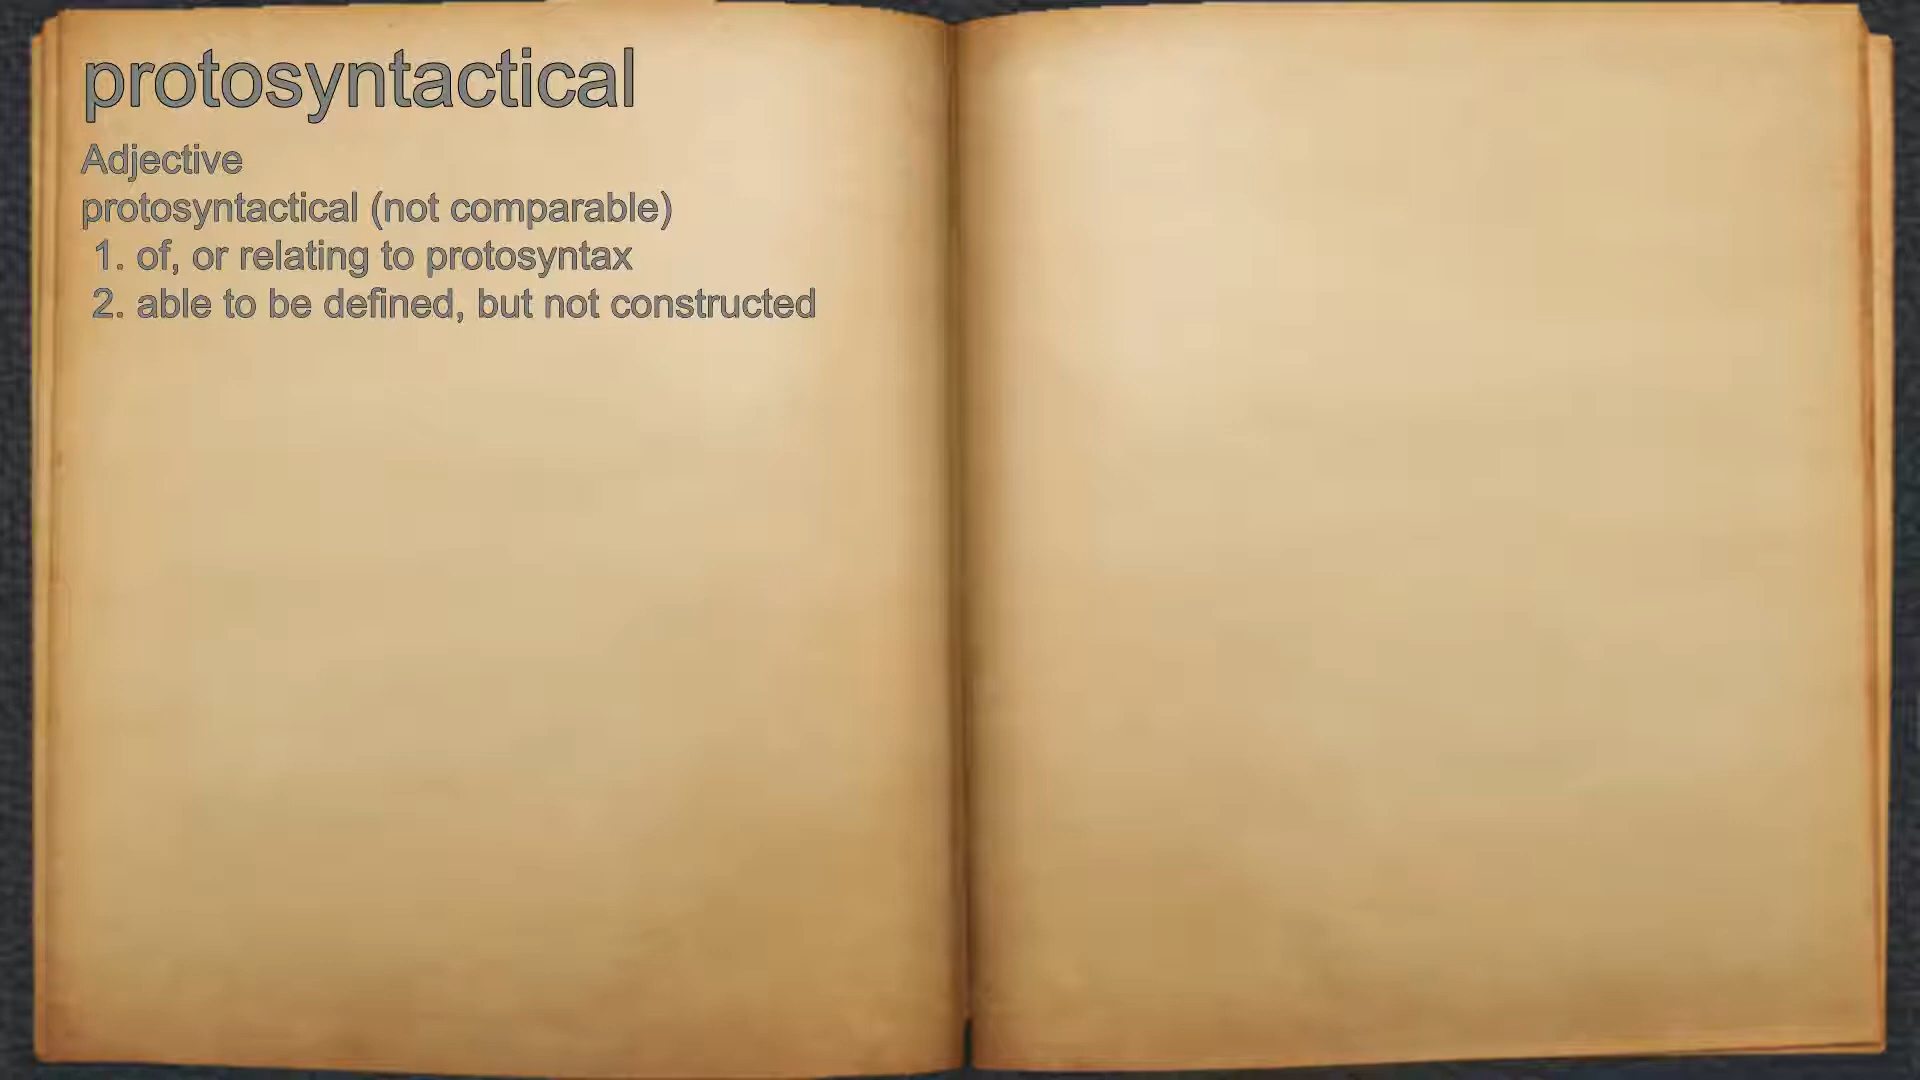 protosyntactical
Adjective
protosyntactical (not comparable)
1. of, or relating to protosyntax
2. able to be defined, but not constructed